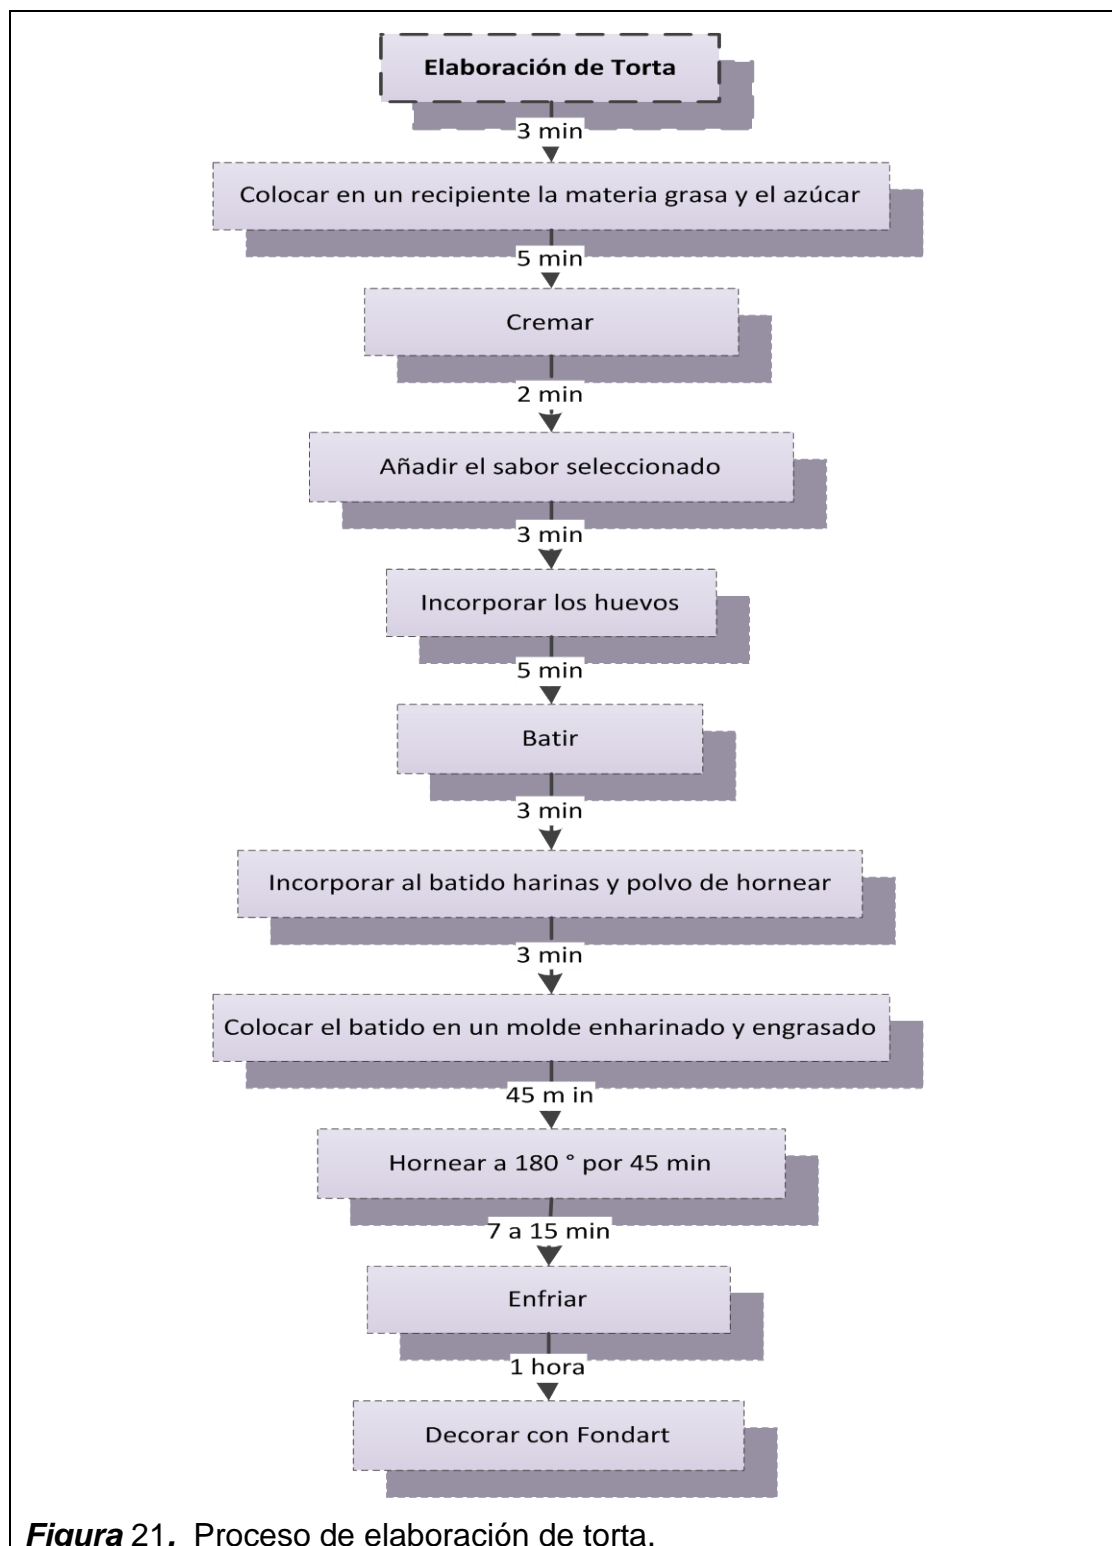 Elaboración de Torta
3 min
Colocar en un recipiente la materia grasa y el azúcar
5 min
Cremar
2 min
Añadir el sabor seleccionado
3 min
Incorporar los huevos
5 min
Batir
3 min
Incorporar al batido harinas y polvo de hornear
3 min
Colocar el batido en un molde enharinado y engrasado
45 m in
Hornear a 180 ° por 45 min
7 a 15 min
Enfriar
1 hora
Decorar con Fondart
Figura 21. Proceso de elaboración de torta.